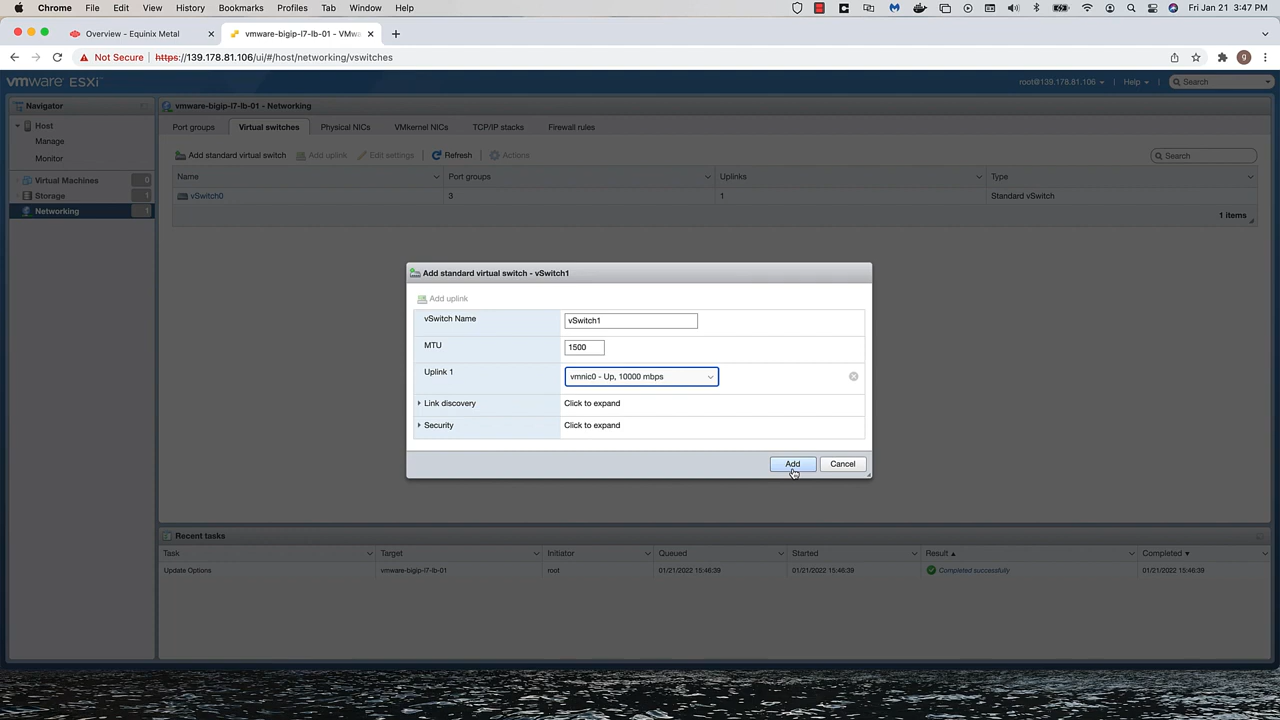 Chrome File Edit View History Bookmarks Profiles Tab Window Help Fri Jan 21 3:47 PM
Overview - Equinix Metal vmware-bigip-l7-lb-01 - VMwa
Not Secure https://139.178.81.106/ui/#/host/networking/vswitches g
vmware ESXi root@139.178.81.106 Help Search
Navigator
vmware-bigip-l7-lb-01 - Networking
Host
Manage
Monitor
Virtual Machines 0
Storage 1
Networking 1
Port groups Virtual switches Physical NICs VMkernel NICs TCP/IP stacks Firewall rules
Add standard virtual switch Add uplink Edit settings Refresh Actions Search
Name Port groups Uplinks Type
vSwitch0 3 1 Standard vSwitch
1 items
Add standard virtual switch - vSwitch1
Add uplink
vSwitch Name vSwitch1
MTU 1500
Uplink 1 vmnic0 - Up, 10000 mbps
Link discovery Click to expand
Security Click to expand
Add Cancel
Recent tasks
Task Target Initiator Queued Started Result Completed
Update Options vmware-bigip-l7-lb-01 root 01/21/2022 15:46:39 01/21/2022 15:46:39 Completed successfully 01/21/2022 15:46:39